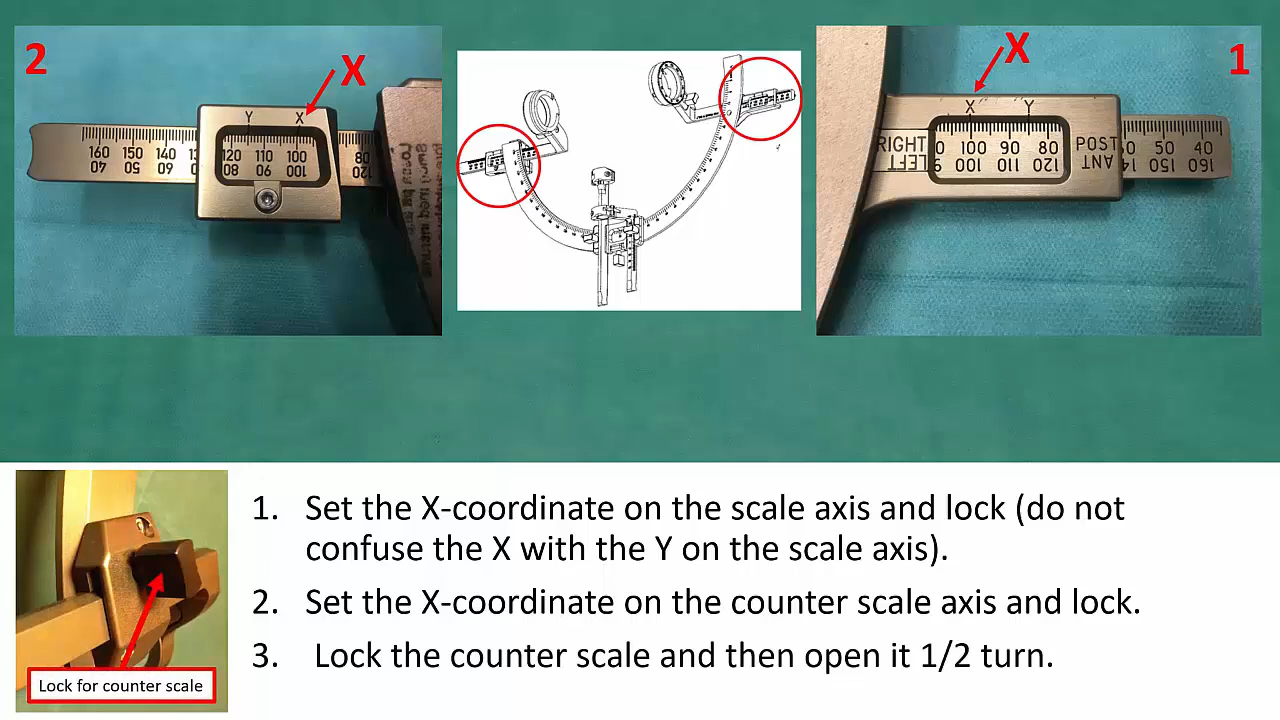 2
X
Y X
160 150 140 13 120 110 100 80
40 50 60 80 90 100 120
X
1
X Y
RIGHT 0 100 90 80 POST 50 40
LEFT 9 100 110 120 ANT 14 150 160
1. Set the X-coordinate on the scale axis and lock (do not
confuse the X with the Y on the scale axis).
2. Set the X-coordinate on the counter scale axis and lock.
3. Lock the counter scale and then open it 1/2 turn.
Lock for counter scale